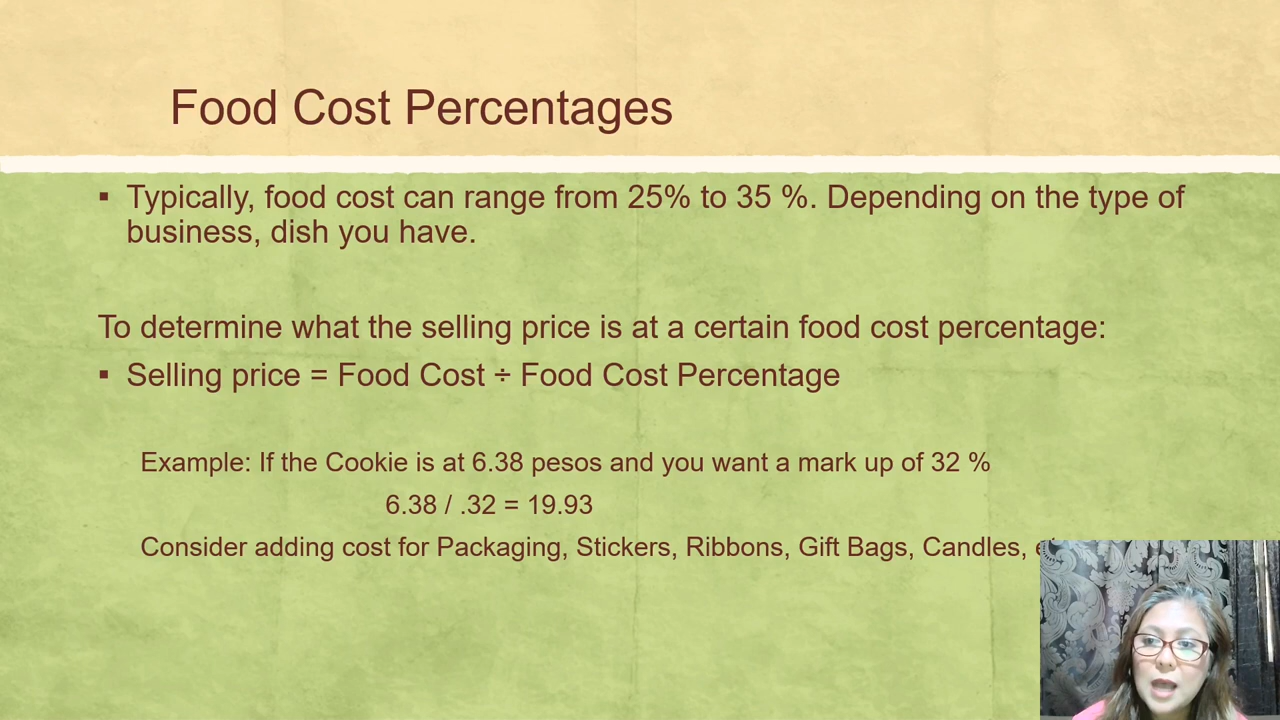 Food Cost Percentages
▪ Typically, food cost can range from 25% to 35 %. Depending on the type of
business, dish you have.
To determine what the selling price is at a certain food cost percentage:
▪ Selling price = Food Cost ÷ Food Cost Percentage
Example: If the Cookie is at 6.38 pesos and you want a mark up of 32 %
6.38 / .32 = 19.93
Consider adding cost for Packaging, Stickers, Ribbons, Gift Bags, Candles,